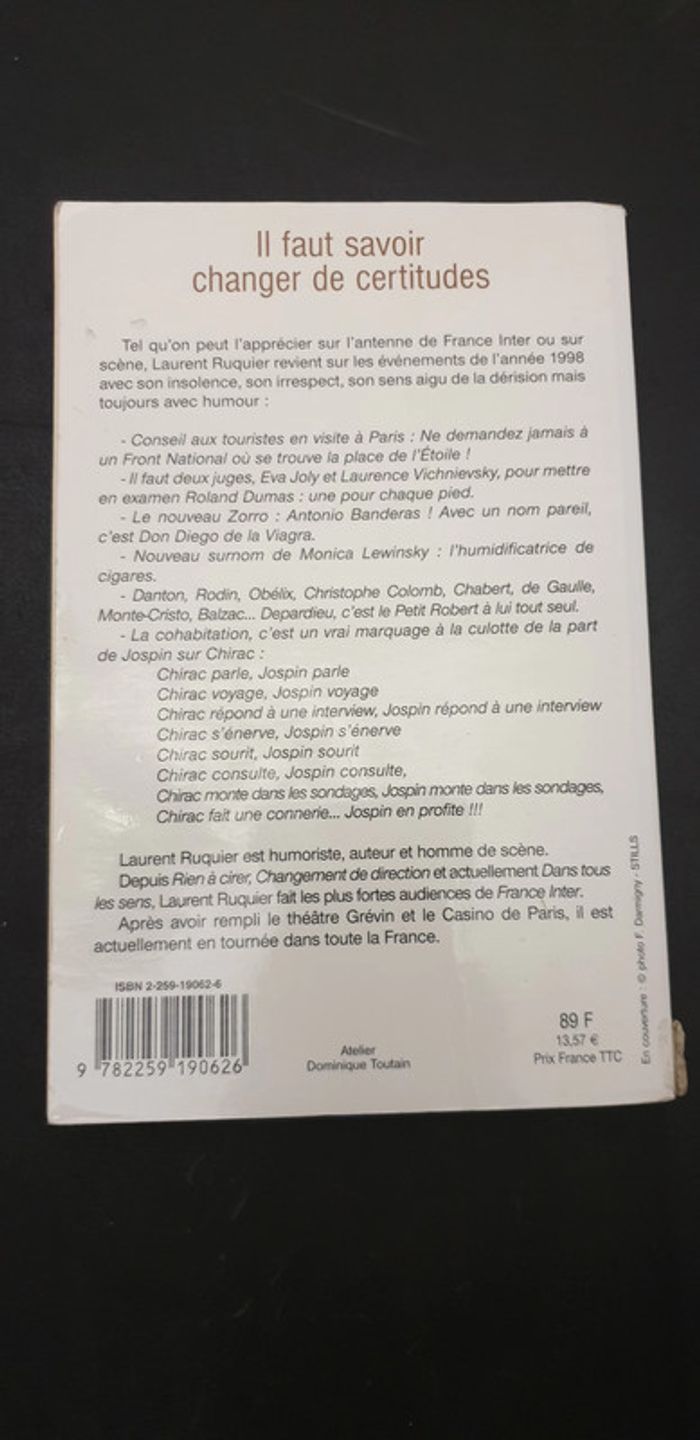 Il faut savoir
changer de certitudes
Tel qu'on peut l'apprécier sur l'antenne de France Inter ou sur
scène, Laurent Ruquier revient sur les événements de l'année 1998
avec son insolence, son irrespect, son sens aigu de la dérision mais
toujours avec humour :
- Conseil aux touristes en visite à Paris : Ne demandez jamais à
un Front National où se trouve la place de l'Étoile !
- Il faut deux juges, Eva Joly et Laurence Vichnievsky, pour mettre
en examen Roland Dumas : une pour chaque pied.
- Le nouveau Zorro : Antonio Banderas ! Avec un nom pareil,
c'est Don Diego de la Viagra.
- Nouveau surnom de Monica Lewinsky : l'humidificatrice de
cigares.
- Danton, Rodin, Obélix, Christophe Colomb, Chabert, de Gaulle,
Monte-Cristo, Balzac... Depardieu, c'est le Petit Robert à lui tout seul.
- La cohabitation, c'est un vrai marquage à la culotte de la part
de Jospin sur Chirac :
Chirac parle, Jospin parle
Chirac voyage, Jospin voyage
Chirac répond à une interview, Jospin répond à une interview
Chirac s'énerve, Jospin s'énerve
Chirac sourit, Jospin sourit
Chirac consulte, Jospin consulte,
Chirac monte dans les sondages, Jospin monte dans les sondages,
Chirac fait une connerie... Jospin en profite !!!
Laurent Ruquier est humoriste, auteur et homme de scène.
Depuis Rien à cirer, Changement de direction et actuellement Dans tous
les sens, Laurent Ruquier fait les plus fortes audiences de France Inter.
Après avoir rempli le théâtre Grévin et le Casino de Paris, il est
actuellement en tournée dans toute la France.
ISBN 2-259-19062-6
9 782259 190626
Atelier
Dominique Toutain
89 F
13,57 €
Prix France TTC
En couverture : © photo F. Darmigny - STILLS